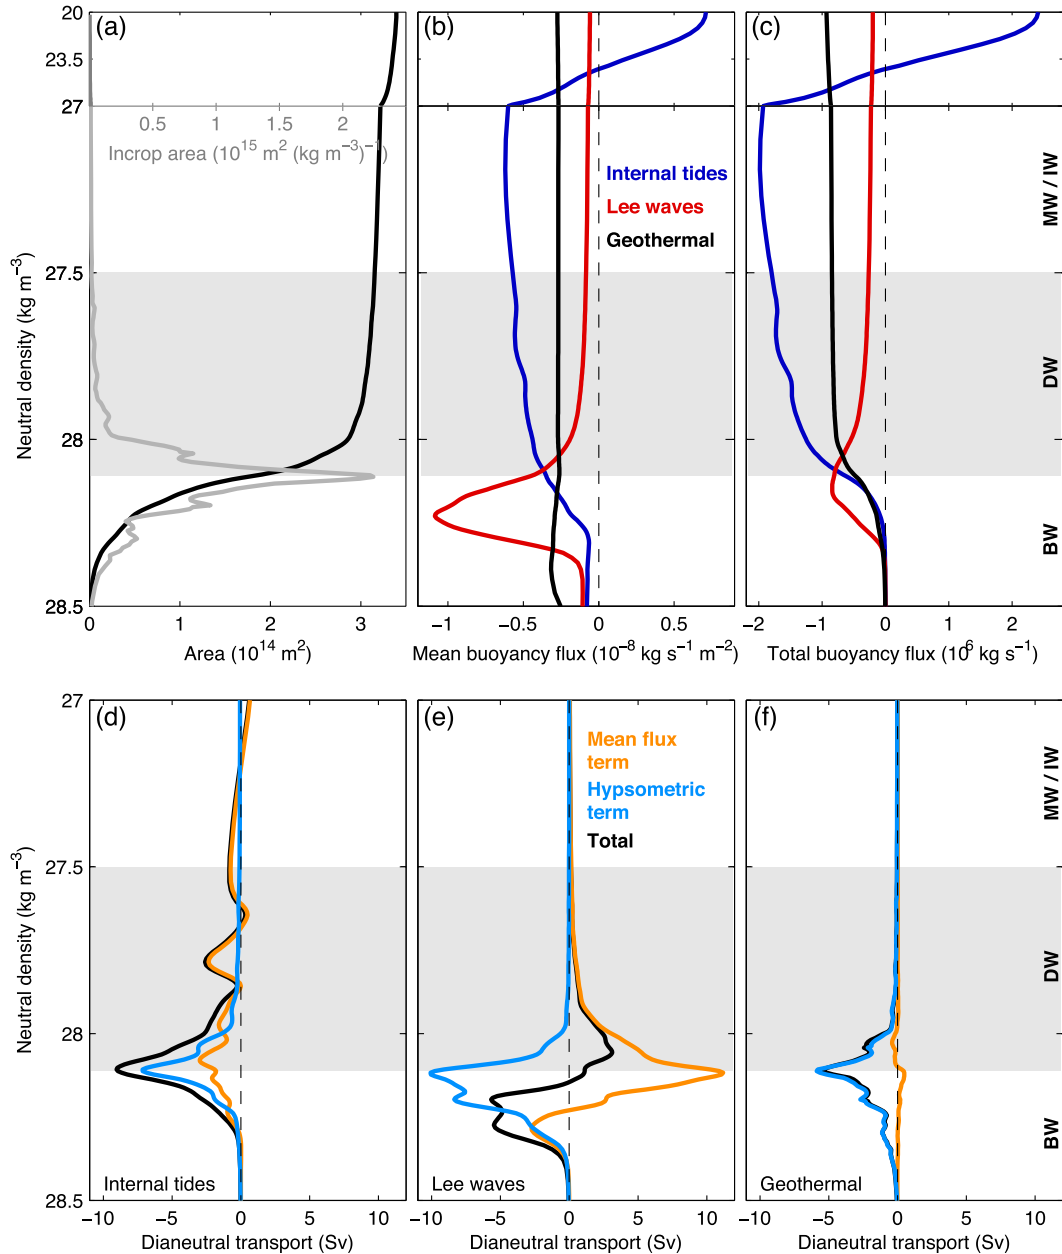 (a)
(b)
(c)
20
23.5
27
27.5
28
28.5
Neutral density (kg m⁻³)
0.5 1 1.5 2
Incrop area (10¹⁵ m² (kg m⁻³)⁻¹)
Internal tides
Lee waves
Geothermal
MW / IW
DW
BW
0 1 2 3
Area (10¹⁴ m²)
−1 −0.5 0 0.5
Mean buoyancy flux (10⁻⁸ kg s⁻¹ m⁻²)
−2 −1 0 1 2
Total buoyancy flux (10⁶ kg s⁻¹)
(d)
(e)
(f)
27
27.5
28
28.5
Neutral density (kg m⁻³)
Mean flux
term
Hypsometric
term
Total
MW / IW
DW
BW
Internal tides
Lee waves
Geothermal
−10 −5 0 5 10
−10 −5 0 5 10
−10 −5 0 5 10
Dianeutral transport (Sv)
Dianeutral transport (Sv)
Dianeutral transport (Sv)